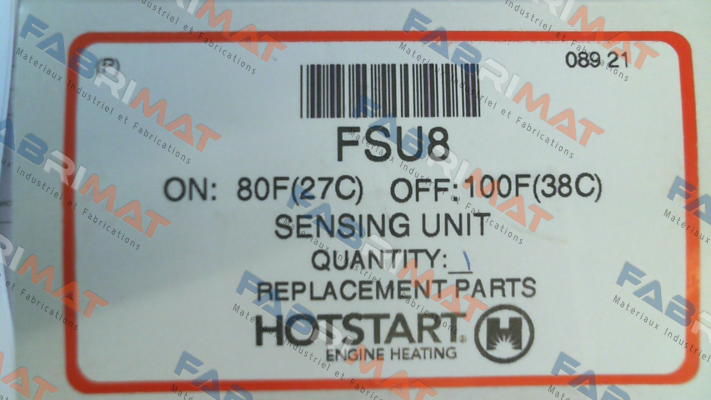 (R) 089 21
FSU8
ON: 80F(27C) OFF: 100F(38C)
SENSING UNIT
QUANTITY: 1
REPLACEMENT PARTS
HOTSTART®
ENGINE HEATING
H
FABRIMAT
Materiaux Industriel et Fabrications